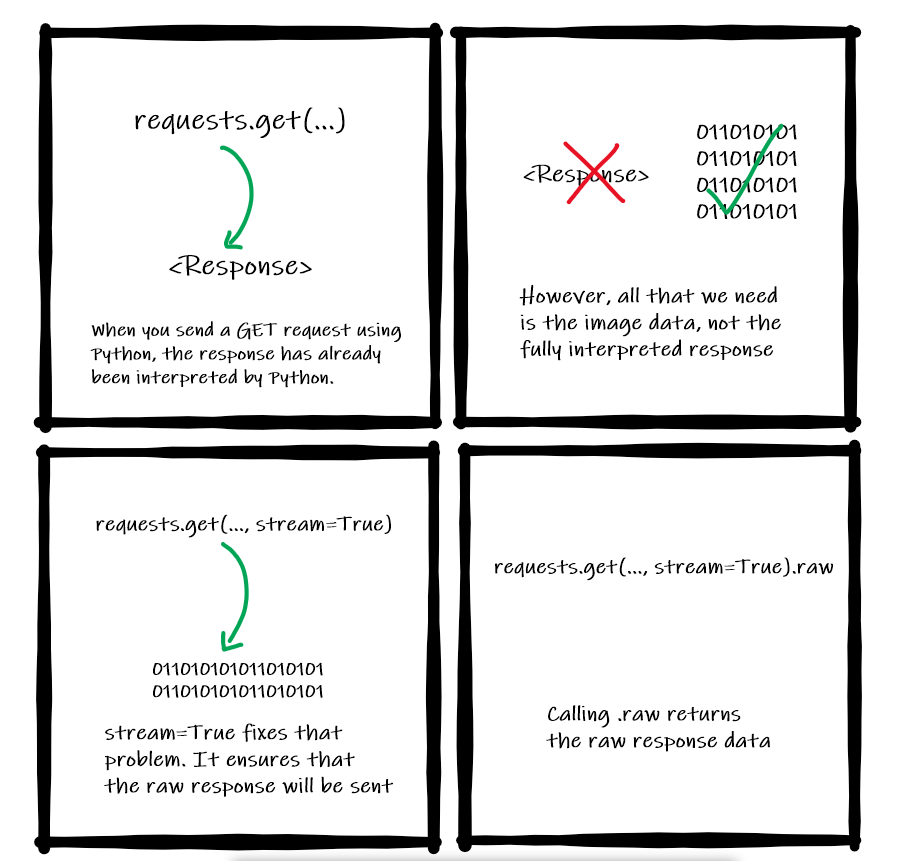 requests.get(...)
<Response>
When you send a GET request using
Python, the response has already
been interpreted by Python.
<Response>
011010101
011010101
011010101
011010101
However, all that we need
is the image data, not the
fully interpreted response
requests.get(..., stream=True)
011010101011010101
011010101011010101
stream=True fixes that
problem. It ensures that
the raw response will be sent
requests.get(..., stream=True).raw
Calling .raw returns
the raw response data